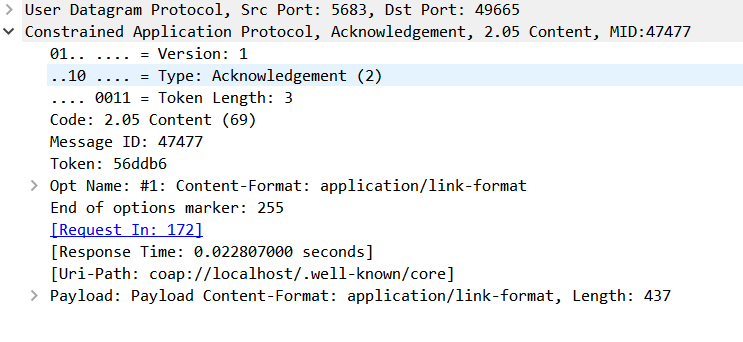 User Datagram Protocol, Src Port: 5683, Dst Port: 49665
Constrained Application Protocol, Acknowledgement, 2.05 Content, MID:47477
01.. .... = Version: 1
..10 .... = Type: Acknowledgement (2)
.... 0011 = Token Length: 3
Code: 2.05 Content (69)
Message ID: 47477
Token: 56ddb6
Opt Name: #1: Content-Format: application/link-format
End of options marker: 255
[Request In: 172]
[Response Time: 0.022807000 seconds]
[Uri-Path: coap://localhost/.well-known/core]
Payload: Payload Content-Format: application/link-format, Length: 437